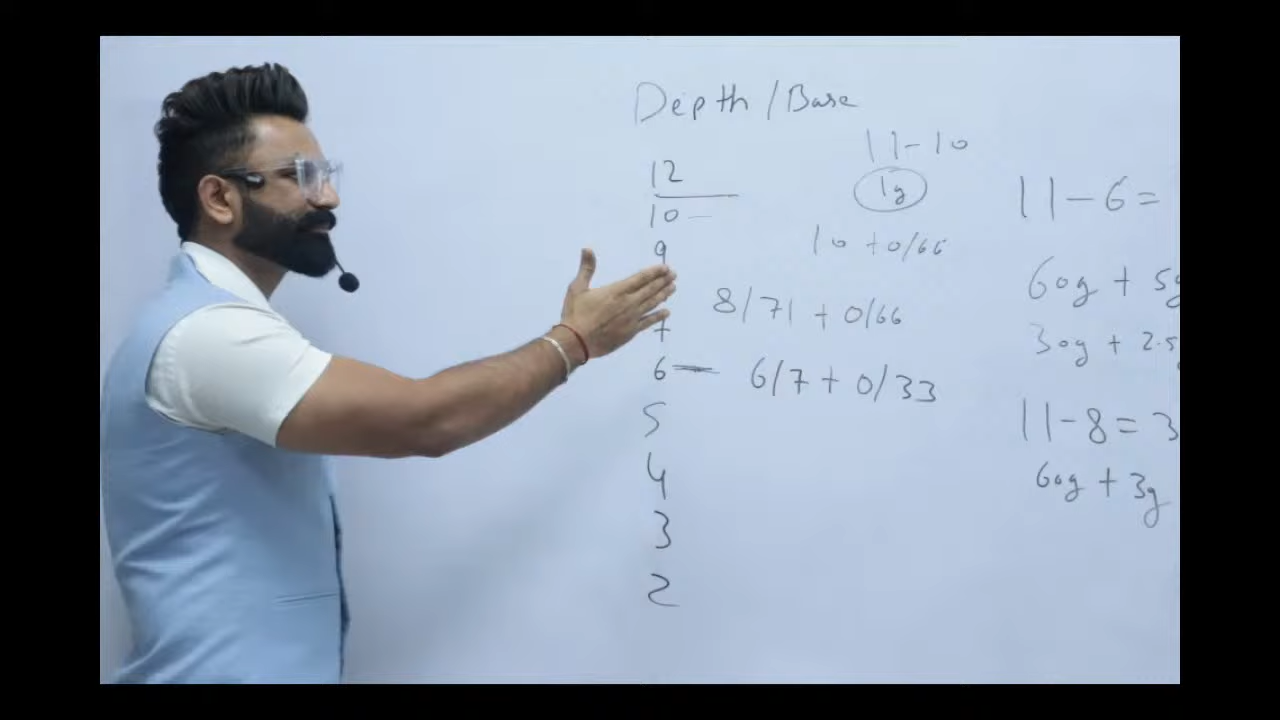 Depth / Base
12
10 —
9
7
6 —
5
4
3
2
11 - 10
1g
10 + 0/66
8/71 + 0/66
6/7 + 0/33
11 - 6 =
60g + 5g
30g + 2.5
11 - 8 = 3
60g + 3g